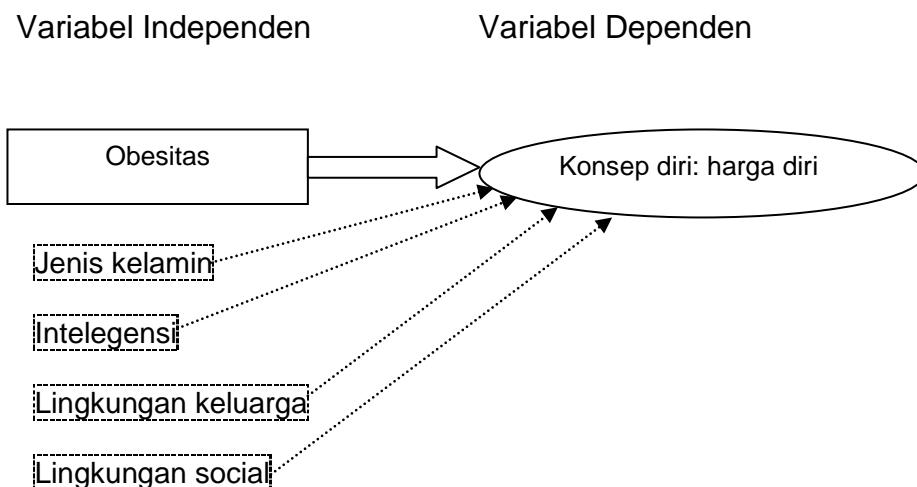 Variabel Independen
Variabel Dependen
Obesitas
Konsep diri: harga diri
Jenis kelamin
Intelegensi
Lingkungan keluarga
Lingkungan social